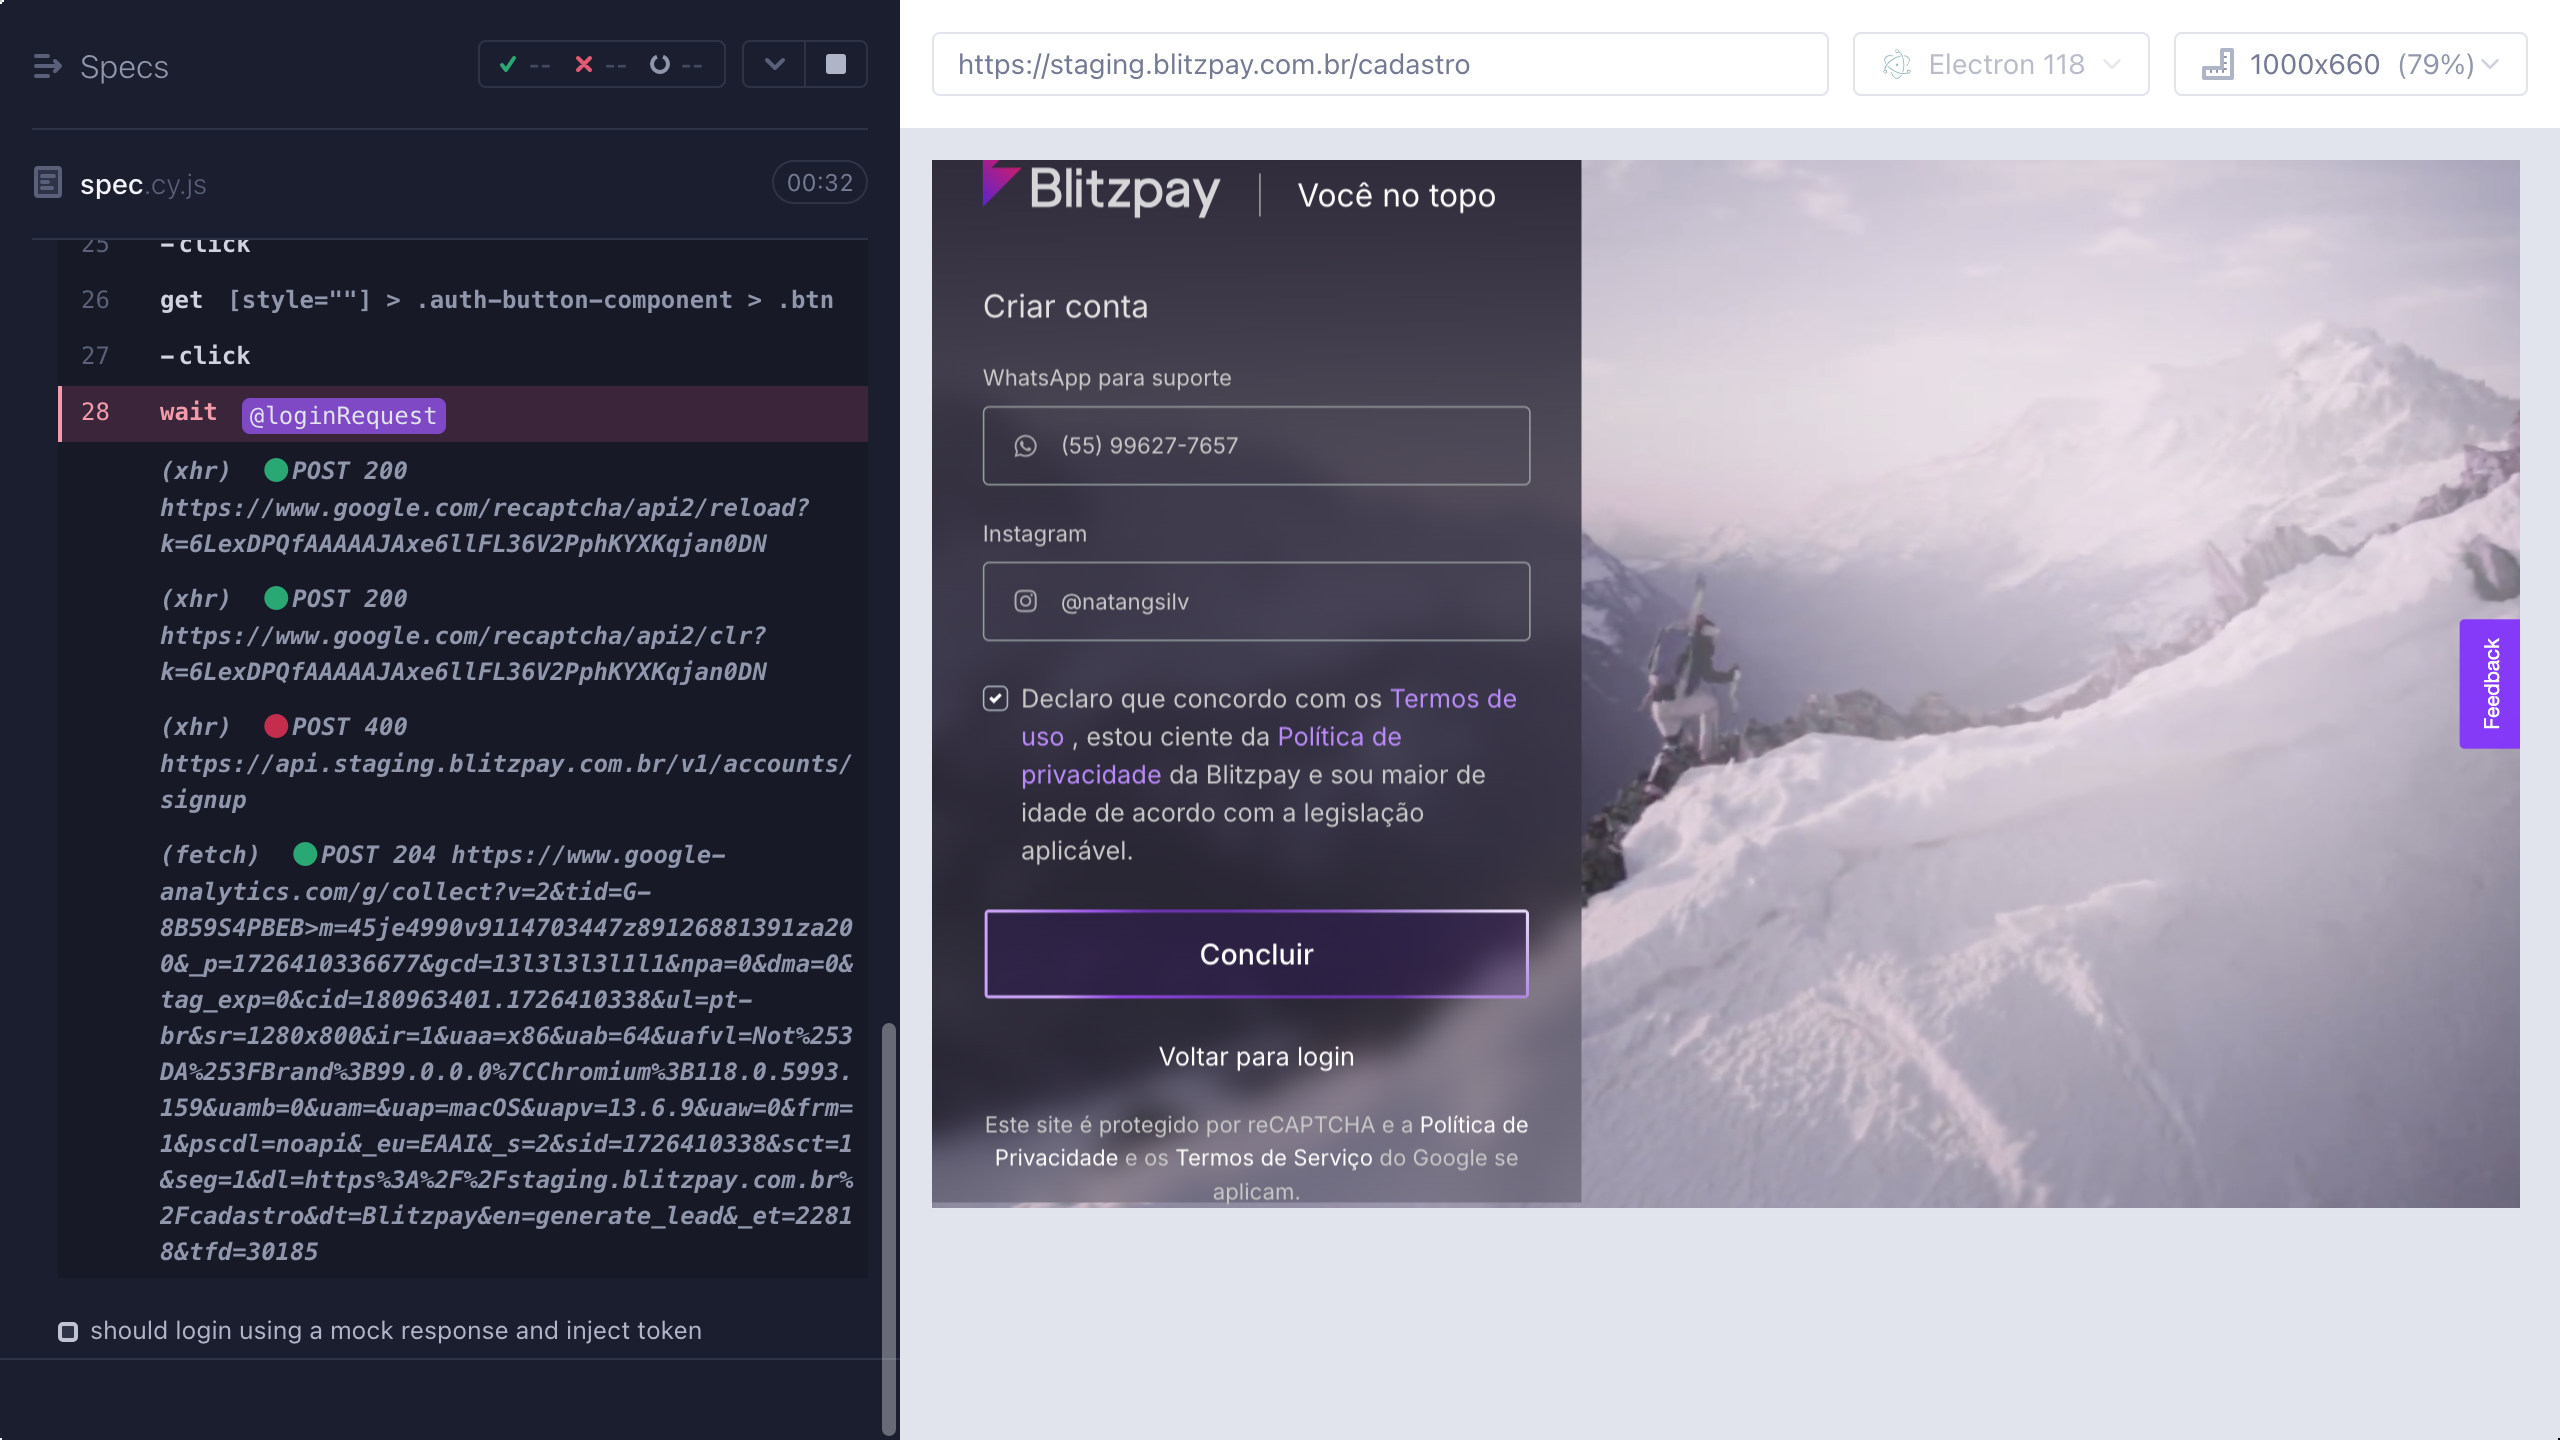 Specs
-- -- --
spec.cy.js 00:32
25 -click
26 get [style=""] > .auth-button-component > .btn
27 -click
28 wait @loginRequest
(xhr) POST 200
https://www.google.com/recaptcha/api2/reload?
k=6LexDPQfAAAAAJAxe6llFL36V2PphKYXKqjan0DN
(xhr) POST 200
https://www.google.com/recaptcha/api2/clr?
k=6LexDPQfAAAAAJAxe6llFL36V2PphKYXKqjan0DN
(xhr) POST 400
https://api.staging.blitzpay.com.br/v1/accounts/
signup
(fetch) POST 204 https://www.google-
analytics.com/g/collect?v=2&tid=G-
8B59S4PBEB>m=45je4990v9114703447z89126881391za20
0&_p=1726410336677&gcd=13l3l3l3l1l1&npa=0&dma=0&
tag_exp=0&cid=180963401.1726410338&ul=pt-
br&sr=1280x800&ir=1&uaa=x86&uab=64&uafvl=Not%253
DA%253FBrand%3B99.0.0.0%7CChromium%3B118.0.5993.
159&uamb=0&uam=&uap=macOS&uapv=13.6.9&uaw=0&frm=
1&pscdl=noapi&_eu=EAAI&_s=2&sid=1726410338&sct=1
&seg=1&dl=https%3A%2F%2Fstaging.blitzpay.com.br%
2Fcadastro&dt=Blitzpay&en=generate_lead&_et=2281
8&tfd=30185
should login using a mock response and inject token
https://staging.blitzpay.com.br/cadastro
Electron 118
1000x660 (79%)
Blitzpay | Você no topo
Criar conta
WhatsApp para suporte
(55) 99627-7657
Instagram
@natangsilv
Declaro que concordo com os Termos de
uso , estou ciente da Política de
privacidade da Blitzpay e sou maior de
idade de acordo com a legislação
aplicável.
Concluir
Voltar para login
Este site é protegido por reCAPTCHA e a Política de
Privacidade e os Termos de Serviço do Google se
aplicam.
Feedback